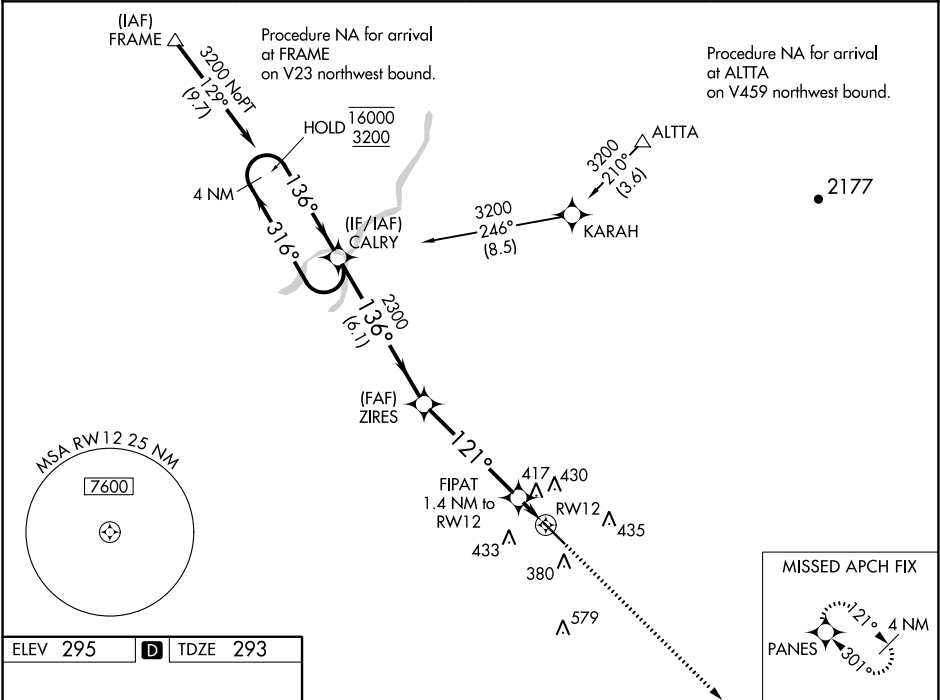 (IAF)
FRAME
3200 NoPT
129°
(9.7)
Procedure NA for arrival
at FRAME
on V23 northwest bound.
Procedure NA for arrival
at ALTTA
on V459 northwest bound.
HOLD 16000
3200
ALTTA
3200
210°
(3.6)
4 NM
136°
316°
2177
(IF/IAF)
CALRY
3200
246°
(8.5)
KARAH
2300
136°
(6.1)
(FAF)
ZIRES
121°
MSA RW12 25 NM
7600
FIPAT
1.4 NM to
RW12
417
430
RW12
435
433
380
579
MISSED APCH FIX
121°
4 NM
PANES
301°
ELEV 295 D TDZE 293